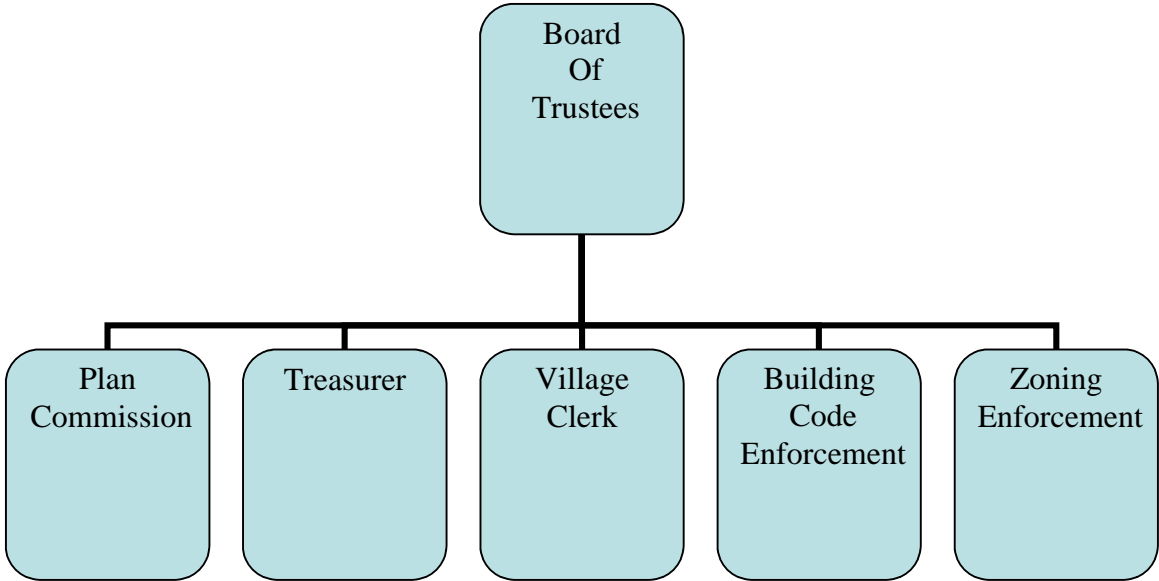 Board
Of
Trustees
Plan
Commission
Treasurer
Village
Clerk
Building
Code
Enforcement
Zoning
Enforcement